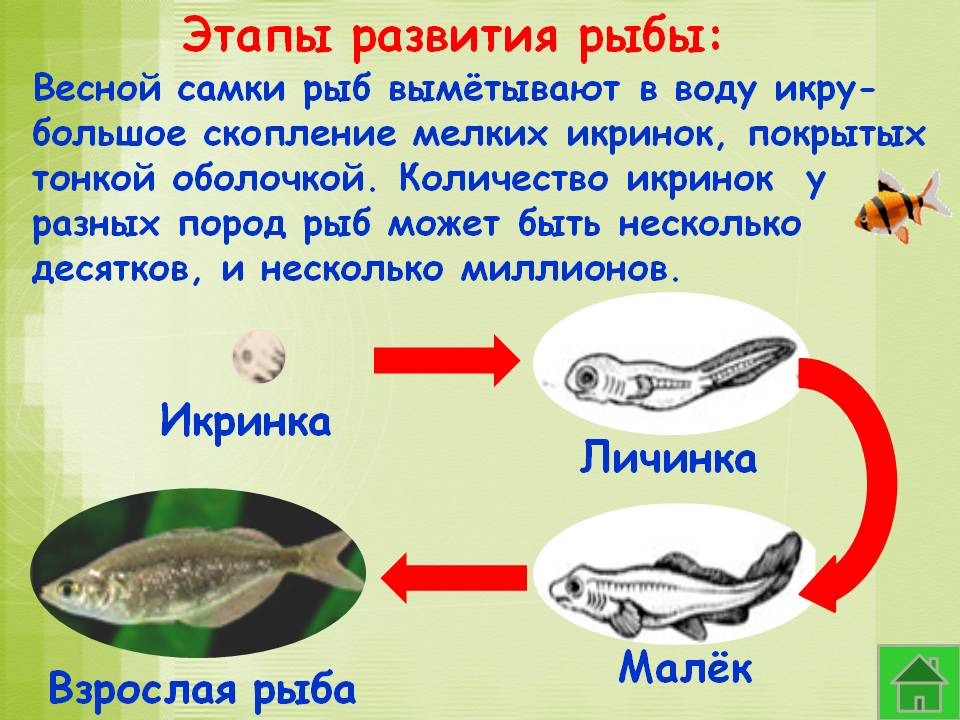 Этапы развития рыбы:
Весной самки рыб вымётывают в воду икру-
большое скопление мелких икринок, покрытых
тонкой оболочкой. Количество икринок у
разных пород рыб может быть несколько
десятков, и несколько миллионов.
Икринка
Личинка
Малёк
Взрослая рыба